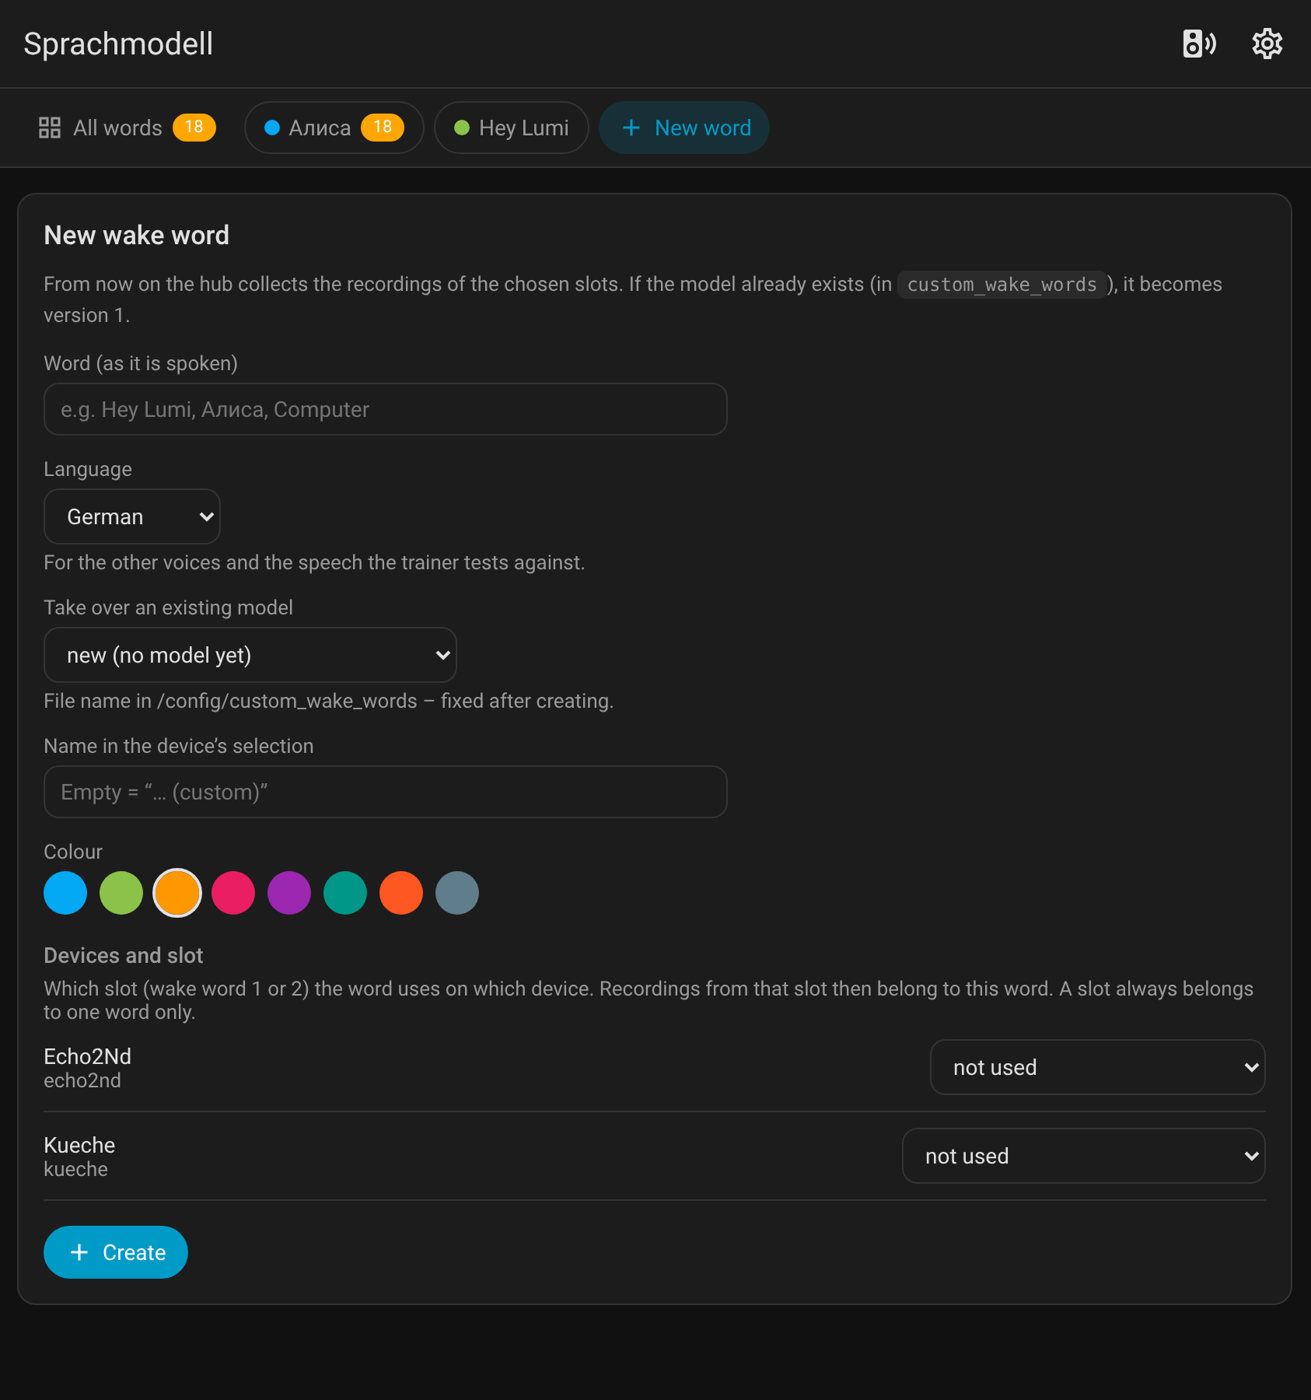 Sprachmodell
All words 18
Алиса 18
Hey Lumi
+ New word
New wake word
From now on the hub collects the recordings of the chosen slots. If the model already exists (in custom_wake_words), it becomes
version 1.
Word (as it is spoken)
e.g. Hey Lumi, Алиса, Computer
Language
German
For the other voices and the speech the trainer tests against.
Take over an existing model
new (no model yet)
File name in /config/custom_wake_words – fixed after creating.
Name in the device’s selection
Empty = “… (custom)”
Colour
Devices and slot
Which slot (wake word 1 or 2) the word uses on which device. Recordings from that slot then belong to this word. A slot always belongs
to one word only.
Echo2Nd
echo2nd
not used
Kueche
kueche
not used
+ Create